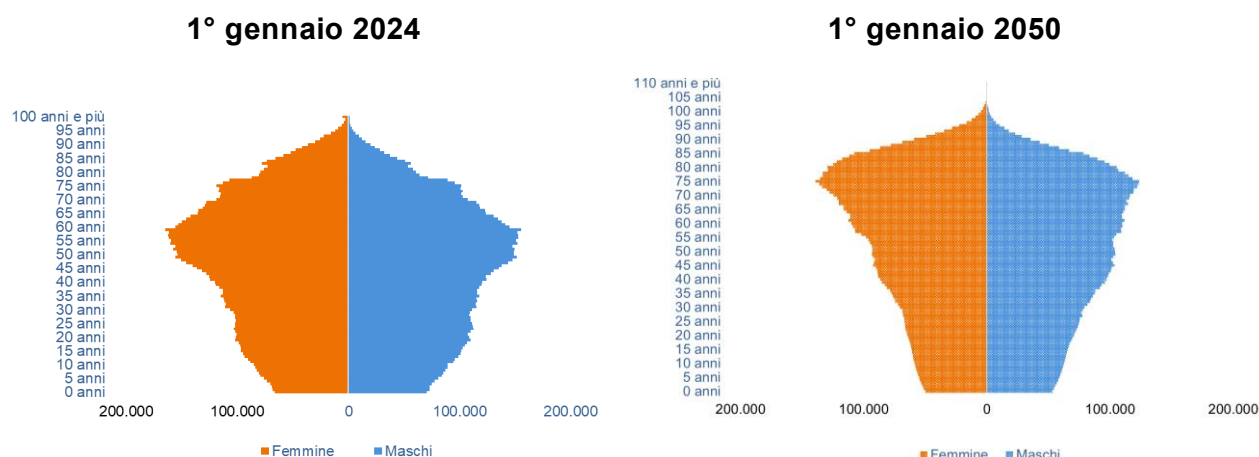 1° gennaio 2024
100 anni e più
95 anni
90 anni
85 anni
80 anni
75 anni
70 anni
65 anni
60 anni
55 anni
50 anni
45 anni
40 anni
35 anni
30 anni
25 anni
20 anni
15 anni
10 anni
5 anni
0 anni
200.000 100.000 0 100.000 200.000
Femmine Maschi
1° gennaio 2050
110 anni e più
105 anni
100 anni
95 anni
90 anni
85 anni
80 anni
75 anni
70 anni
65 anni
60 anni
55 anni
50 anni
45 anni
40 anni
35 anni
30 anni
25 anni
20 anni
15 anni
10 anni
5 anni
0 anni
200.000 100.000 0 100.000 200.000
Femmine Maschi